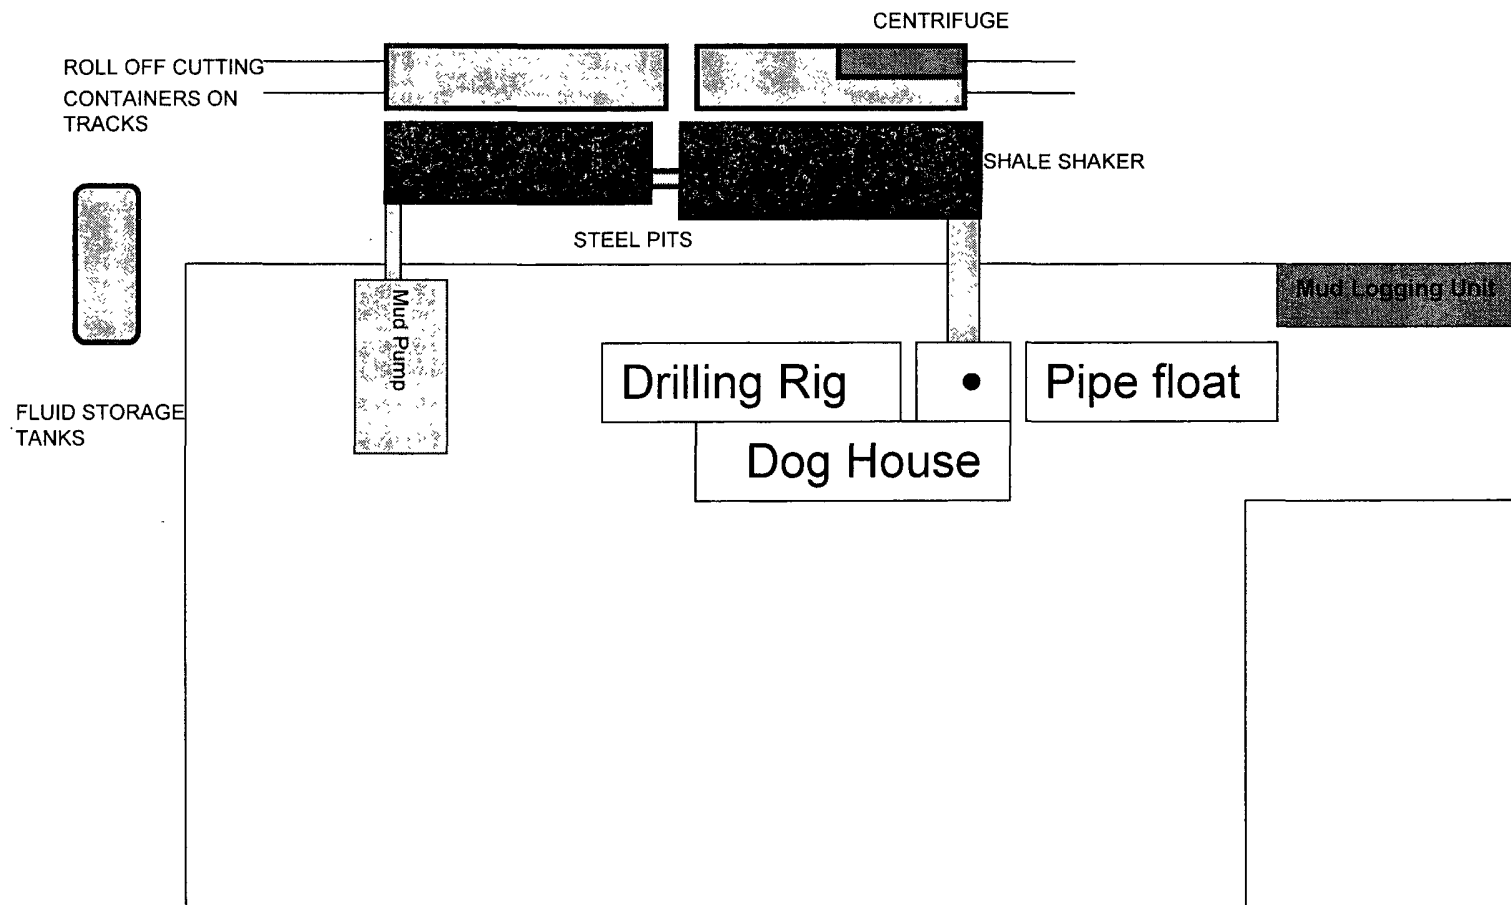 CENTRIFUGE
ROLL OFF CUTTING
CONTAINERS ON
TRACKS
SHALE SHAKER
STEEL PITS
Mud Logging Unit
Mud Pump
Drilling Rig
Pipe float
FLUID STORAGE
TANKS
Dog House